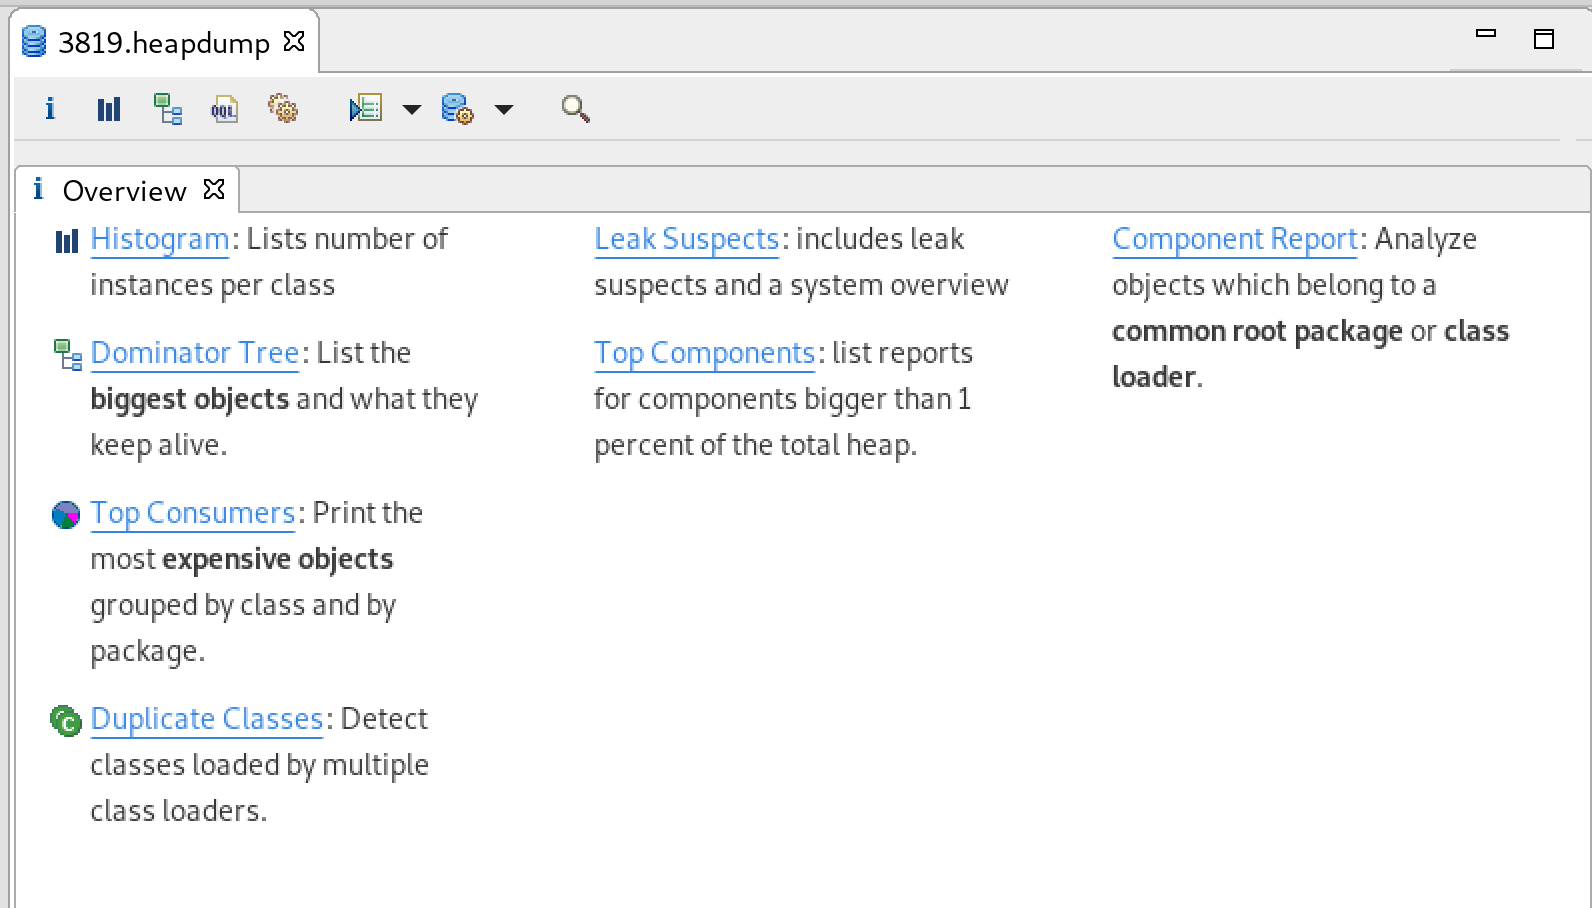 3819.heapdump
OQL
Overview
Histogram: Lists number of
instances per class
Dominator Tree: List the
biggest objects and what they
keep alive.
Top Consumers: Print the
most expensive objects
grouped by class and by
package.
Duplicate Classes: Detect
classes loaded by multiple
class loaders.
Leak Suspects: includes leak
suspects and a system overview
Top Components: list reports
for components bigger than 1
percent of the total heap.
Component Report: Analyze
objects which belong to a
common root package or class
loader.